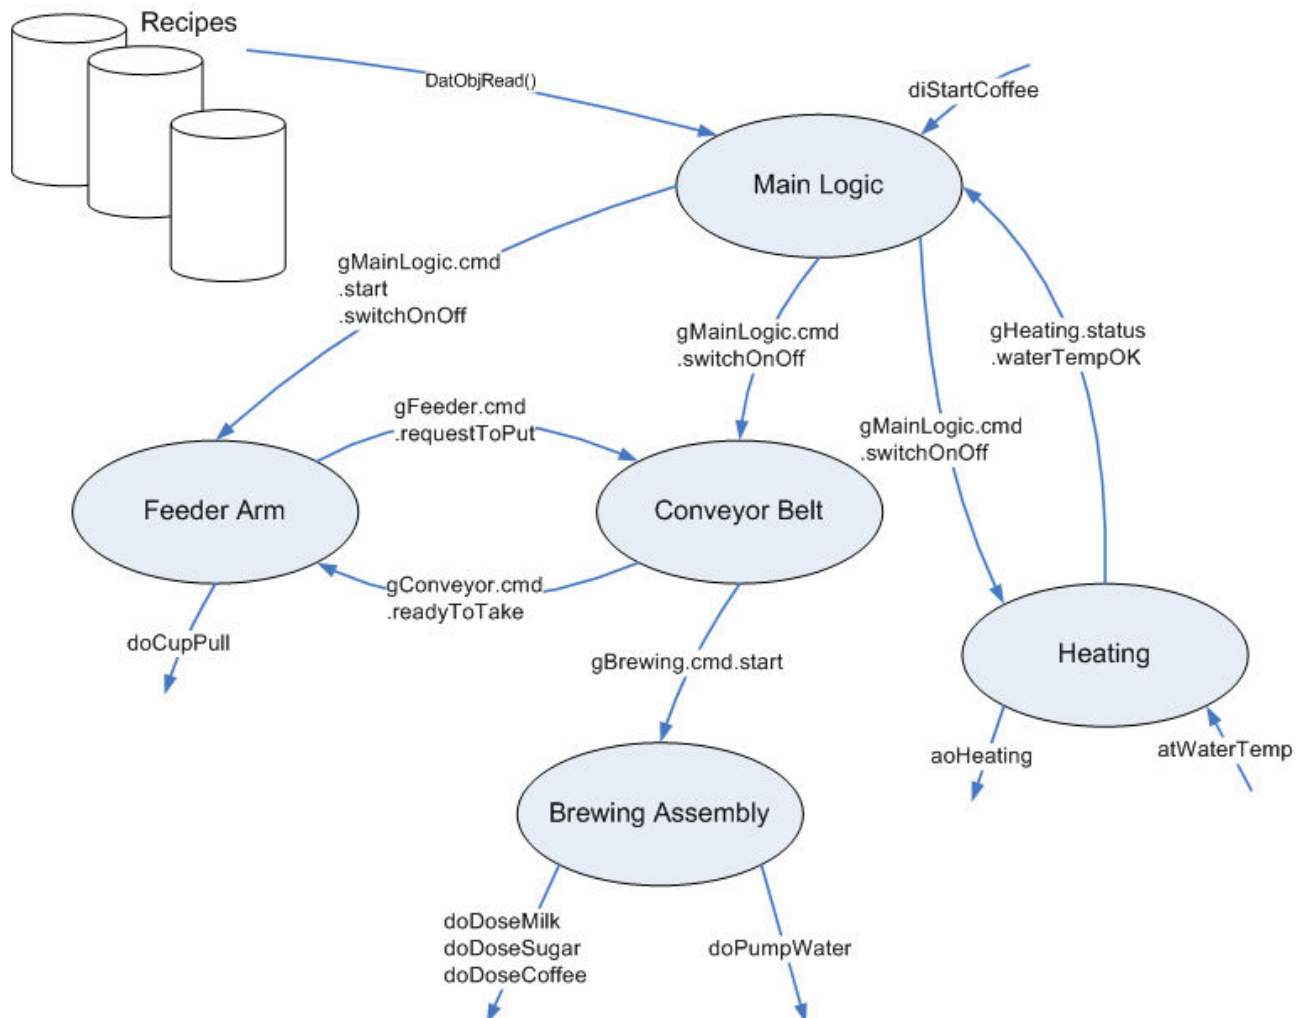 Recipes
DatObjRead()
diStartCoffee
Main Logic
gMainLogic.cmd
.start
.switchOnOff
gMainLogic.cmd
.switchOnOff
gHeating.status
.waterTempOK
gFeeder.cmd
.requestToPut
gMainLogic.cmd
.switchOnOff
Feeder Arm
Conveyor Belt
gConveyor.cmd
.readyToTake
doCupPull
gBrewing.cmd.start
Heating
aoHeating
atWaterTemp
Brewing Assembly
doDoseMilk
doDoseSugar
doDoseCoffee
doPumpWater